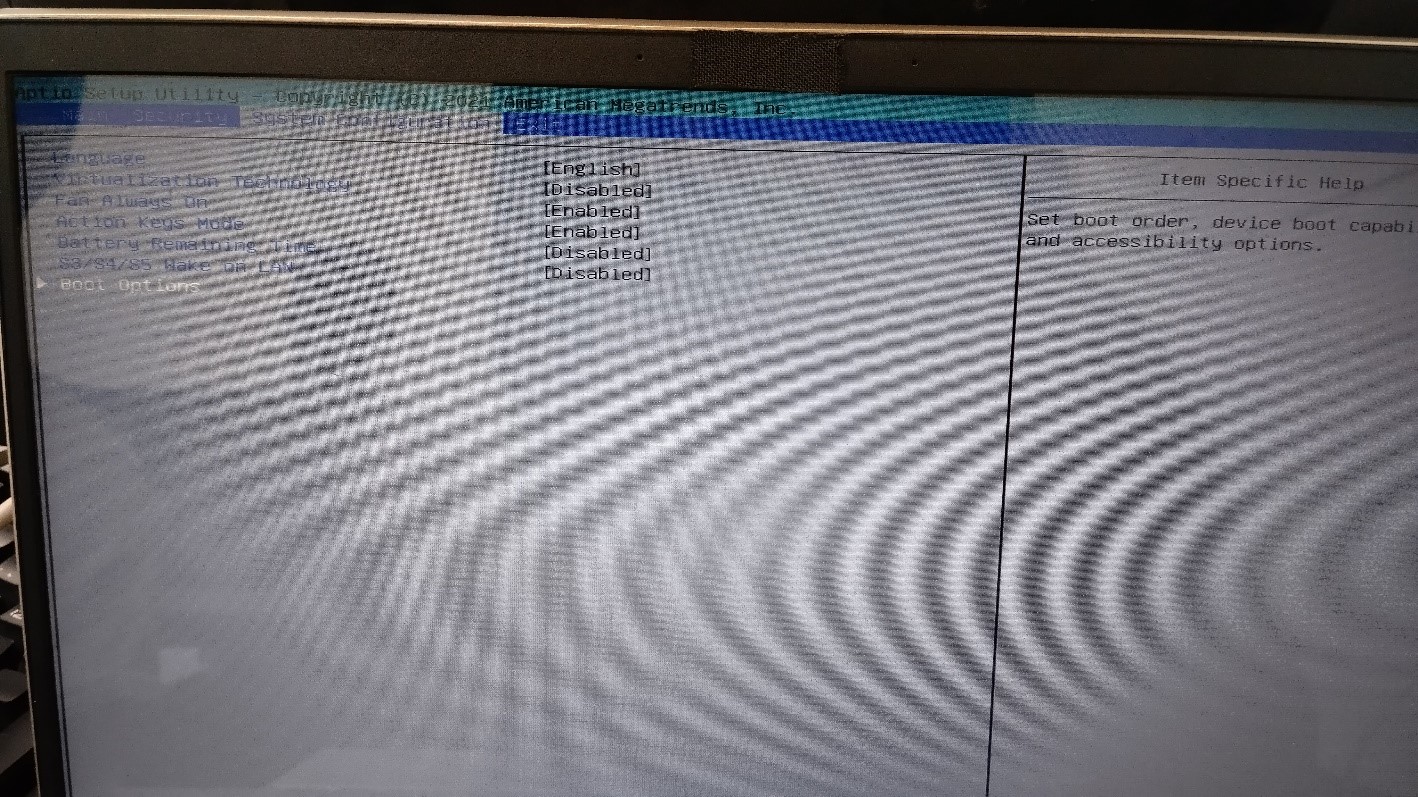 Aptio Setup Utility - Copyright (C) 2021 American Megatrends, Inc.
Main Security System Configuration Exit
Language [English]
Virtualization Technology [Disabled]
Fan Always On [Enabled]
Action Keys Mode [Enabled]
Battery Remaining Time [Disabled]
S3/S4/S5 Wake on LAN [Disabled]
▶ Boot Options
Item Specific Help
Set boot order, device boot capabi
and accessibility options.